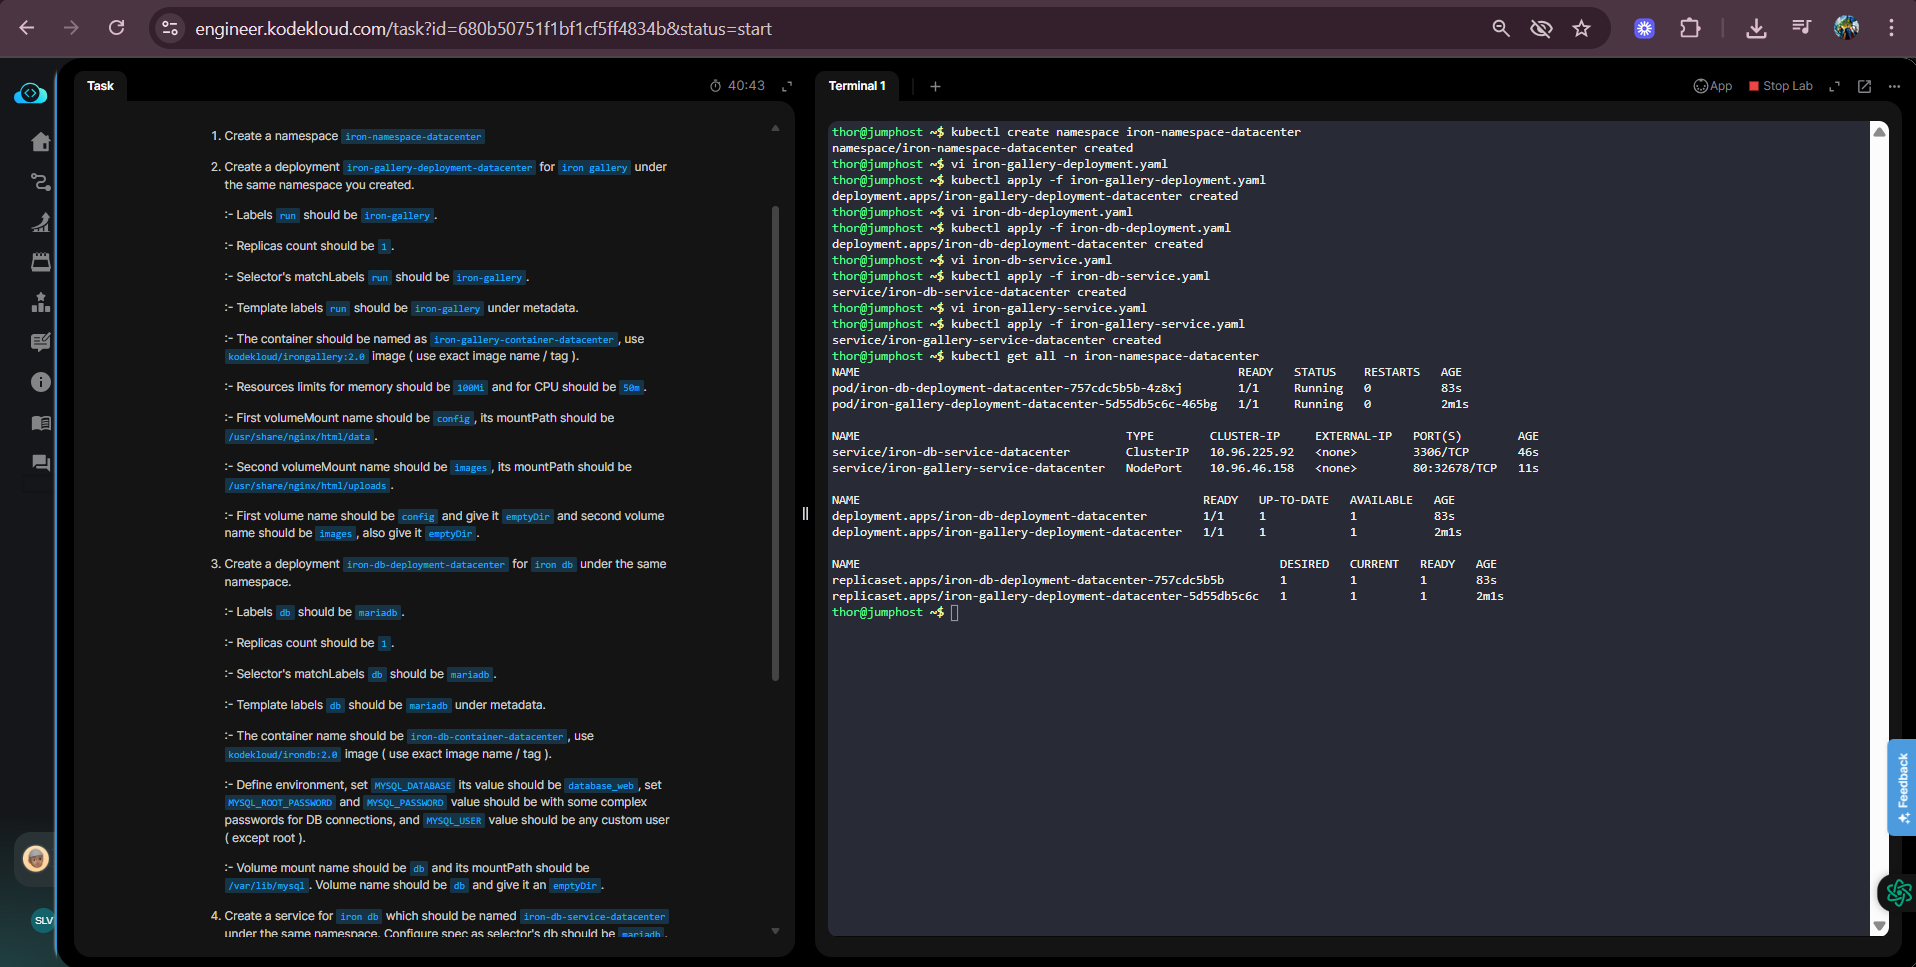 engineer.kodekloud.com/task?id=680b50751f1bf1cf5ff4834b&status=start
Task
40:43
1. Create a namespace iron-namespace-datacenter
2. Create a deployment iron-gallery-deployment-datacenter for iron gallery under
the same namespace you created.
:- Labels run should be iron-gallery.
:- Replicas count should be 1.
:- Selector's matchLabels run should be iron-gallery.
:- Template labels run should be iron-gallery under metadata.
:- The container should be named as iron-gallery-container-datacenter, use
kodekloud/irongallery:2.0 image ( use exact image name / tag ).
:- Resources limits for memory should be 100Mi and for CPU should be 50m.
:- First volumeMount name should be config, its mountPath should be
/usr/share/nginx/html/data.
:- Second volumeMount name should be images, its mountPath should be
/usr/share/nginx/html/uploads.
:- First volume name should be config and give it emptyDir and second volume
name should be images, also give it emptyDir.
3. Create a deployment iron-db-deployment-datacenter for iron db under the same
namespace.
:- Labels db should be mariadb.
:- Replicas count should be 1.
:- Selector's matchLabels db should be mariadb.
:- Template labels db should be mariadb under metadata.
:- The container name should be iron-db-container-datacenter, use
kodekloud/irondb:2.0 image ( use exact image name / tag ).
:- Define environment, set MYSQL_DATABASE its value should be database_web, set
MYSQL_ROOT_PASSWORD and MYSQL_PASSWORD value should be with some complex
passwords for DB connections, and MYSQL_USER value should be any custom user
( except root ).
:- Volume mount name should be db and its mountPath should be
/var/lib/mysql. Volume name should be db and give it an emptyDir.
4. Create a service for iron db which should be named iron-db-service-datacenter
under the same namespace. Configure spec as selector's db should be mariadb.
SLV
Terminal 1
+
App
Stop Lab
thor@jumphost ~$ kubectl create namespace iron-namespace-datacenter
namespace/iron-namespace-datacenter created
thor@jumphost ~$ vi iron-gallery-deployment.yaml
thor@jumphost ~$ kubectl apply -f iron-gallery-deployment.yaml
deployment.apps/iron-gallery-deployment-datacenter created
thor@jumphost ~$ vi iron-db-deployment.yaml
thor@jumphost ~$ kubectl apply -f iron-db-deployment.yaml
deployment.apps/iron-db-deployment-datacenter created
thor@jumphost ~$ vi iron-db-service.yaml
thor@jumphost ~$ kubectl apply -f iron-db-service.yaml
service/iron-db-service-datacenter created
thor@jumphost ~$ vi iron-gallery-service.yaml
thor@jumphost ~$ kubectl apply -f iron-gallery-service.yaml
service/iron-gallery-service-datacenter created
thor@jumphost ~$ kubectl get all -n iron-namespace-datacenter
NAME READY STATUS RESTARTS AGE
pod/iron-db-deployment-datacenter-757cdc5b5b-4z8xj 1/1 Running 0 83s
pod/iron-gallery-deployment-datacenter-5d55db5c6c-465bg 1/1 Running 0 2m1s
NAME TYPE CLUSTER-IP EXTERNAL-IP PORT(S) AGE
service/iron-db-service-datacenter ClusterIP 10.96.225.92 <none> 3306/TCP 46s
service/iron-gallery-service-datacenter NodePort 10.96.46.158 <none> 80:32678/TCP 11s
NAME READY UP-TO-DATE AVAILABLE AGE
deployment.apps/iron-db-deployment-datacenter 1/1 1 1 83s
deployment.apps/iron-gallery-deployment-datacenter 1/1 1 1 2m1s
NAME DESIRED CURRENT READY AGE
replicaset.apps/iron-db-deployment-datacenter-757cdc5b5b 1 1 1 83s
replicaset.apps/iron-gallery-deployment-datacenter-5d55db5c6c 1 1 1 2m1s
thor@jumphost ~$
Feedback